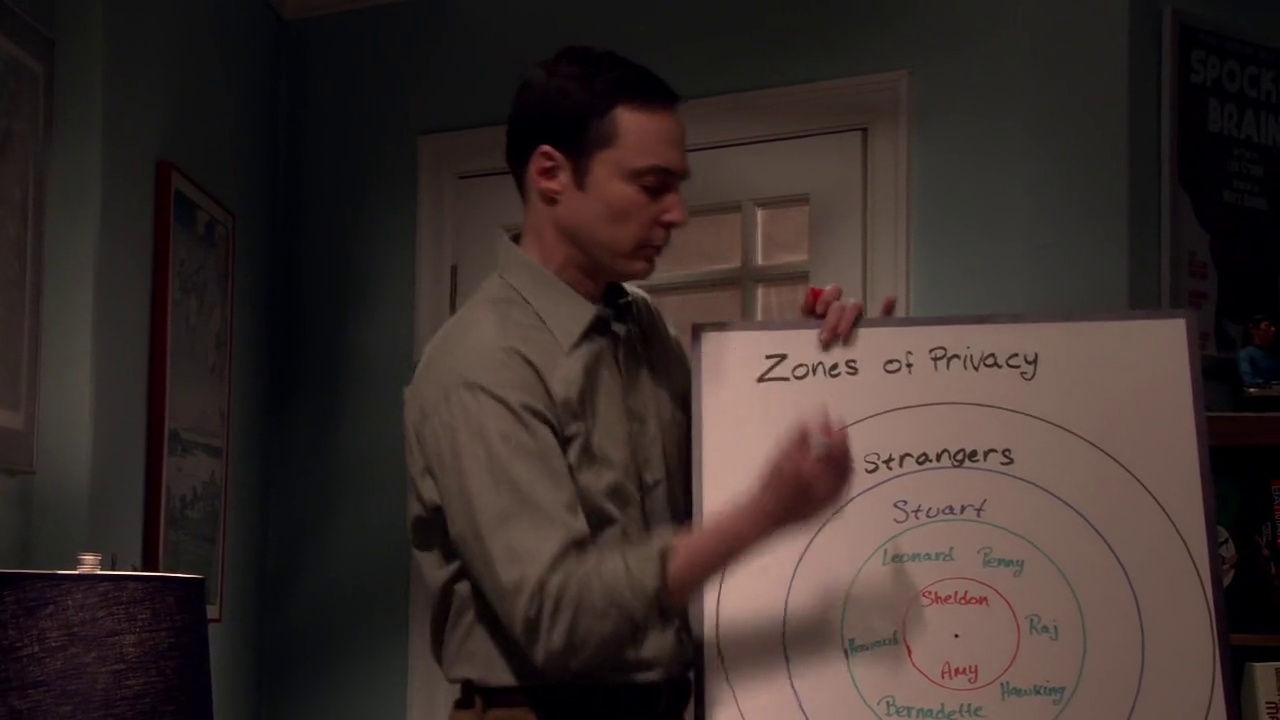 SPOCK
BRAIN
Zones of Privacy
Strangers
Stuart
Leonard Penny
Sheldon
Howard
Raj
Amy
Hawking
Bernadette